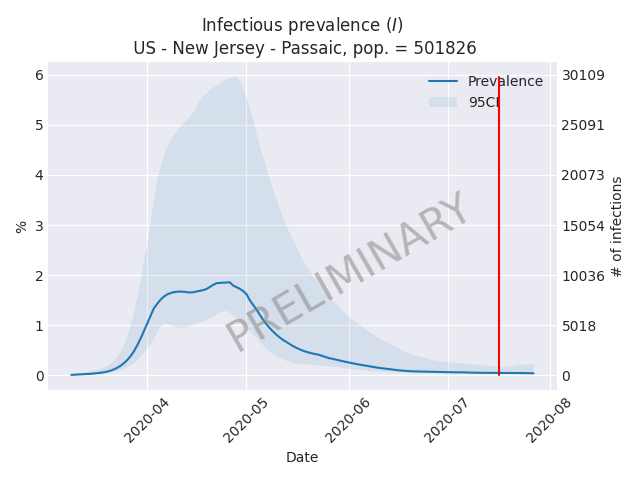 Infectious prevalence (I)
US - New Jersey - Passaic, pop. = 501826
Prevalence
95CI
6
5
4
3
2
1
0
%
30109
25091
20073
15054
10036
5018
0
# of infections
PRELIMINARY
2020-04
2020-05
2020-06
2020-07
2020-08
Date